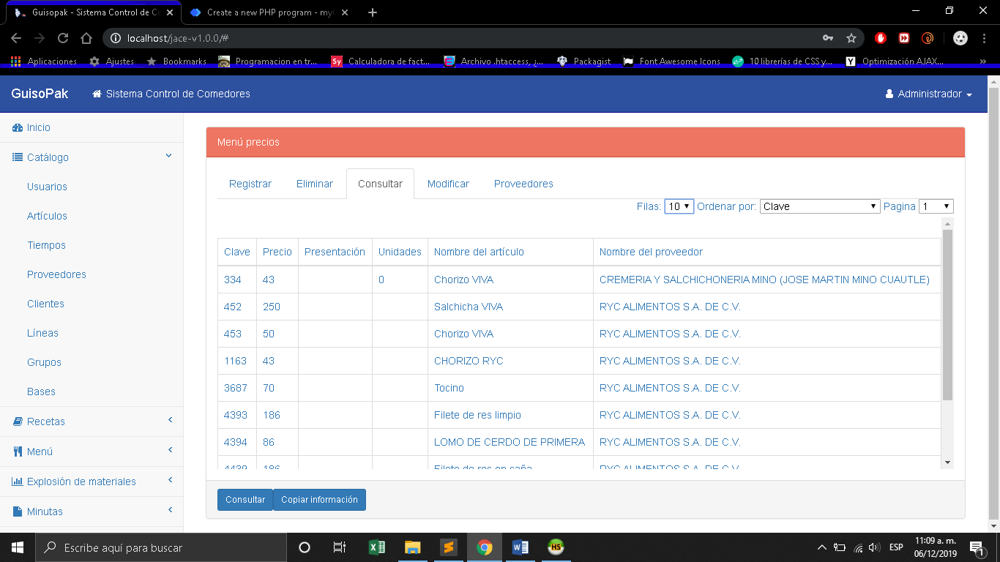 Guisopak - Sistema Control de Co
Create a new PHP program - my
localhost/jace-v1.0.0/#
Aplicaciones Ajustes Bookmarks Programacion en tr... Calculadora de fact... Archivo .htaccess, ¿... Packagist Font Awesome Icons 10 librerías de CSS y... Optimización AJAX... »
GuisoPak Sistema Control de Comedores Administrador
Inicio
Catálogo
Usuarios
Artículos
Tiempos
Proveedores
Clientes
Líneas
Grupos
Bases
Recetas
Menú
Explosión de materiales
Minutas
Menú precios
Registrar Eliminar Consultar Modificar Proveedores
Filas: 10 Ordenar por: Clave Pagina 1
Clave Precio Presentación Unidades Nombre del artículo Nombre del proveedor
334 43 0 Chorizo VIVA CREMERIA Y SALCHICHONERIA MINO (JOSE MARTIN MINO CUAUTLE)
452 250 Salchicha VIVA RYC ALIMENTOS S.A. DE C.V.
453 50 Chorizo VIVA RYC ALIMENTOS S.A. DE C.V.
1163 43 CHORIZO RYC RYC ALIMENTOS S.A. DE C.V.
3687 70 Tocino RYC ALIMENTOS S.A. DE C.V.
4393 186 Filete de res limpio RYC ALIMENTOS S.A. DE C.V.
4394 86 LOMO DE CERDO DE PRIMERA RYC ALIMENTOS S.A. DE C.V.
4439 186 Filete de res en caña RYC ALIMENTOS S.A. DE C.V.
Consultar Copiar información
Escribe aquí para buscar
HS
ESP
11:09 a. m.
06/12/2019
1